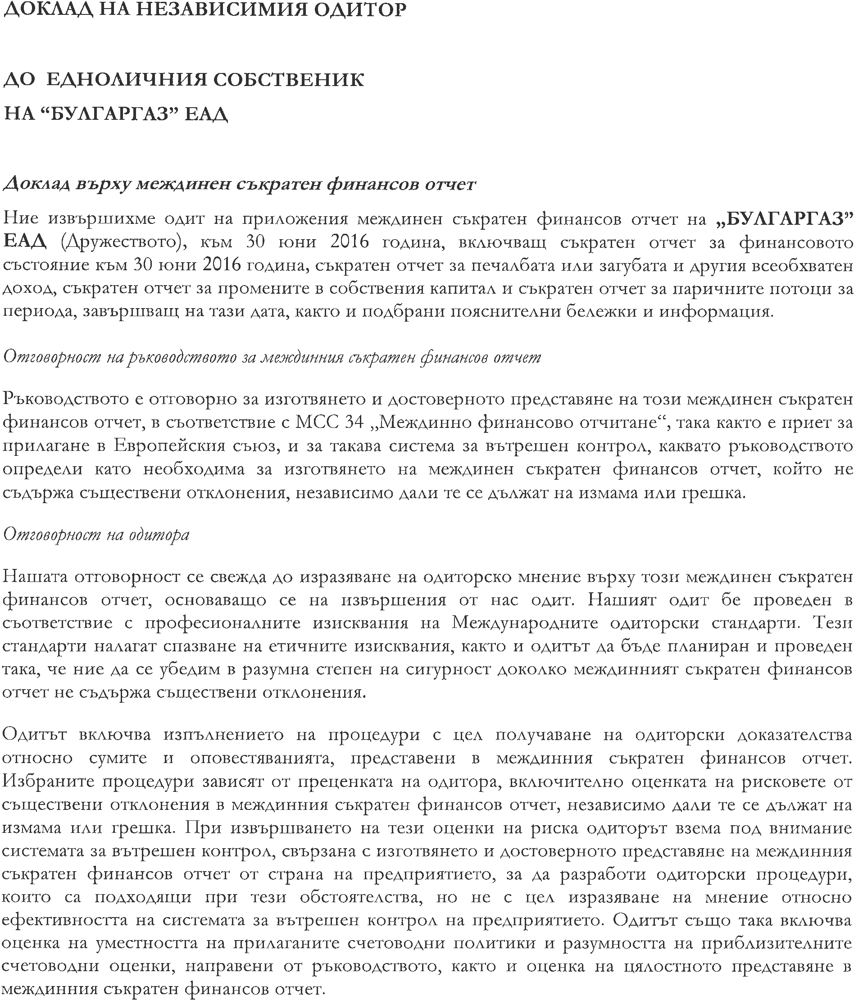 ДОКЛАД НА НЕЗАВИСИМИЯ ОДИТОР
ДО ЕДНОЛИЧНИЯ СОБСТВЕНИК
НА “БУЛГАРГАЗ” ЕАД
Доклад върху междинен съкратен финансов отчет
Ние извършихме одит на приложения междинен съкратен финансов отчет на „БУЛГАРГАЗ”
ЕАД (Дружеството), към 30 юни 2016 година, включващ съкратен отчет за финансовото
състояние към 30 юни 2016 година, съкратен отчет за печалбата или загубата и другия всеобхватен
доход, съкратен отчет за промените в собствения капитал и съкратен отчет за паричните потоци за
периода, завършващ на тази дата, както и подбрани пояснителни бележки и информация.
Отговорност на ръководството за междинния съкратен финансов отчет
Ръководството е отговорно за изготвянето и достоверното представяне на този междинен съкратен
финансов отчет, в съответствие с МСС 34 „Междинно финансово отчитане“, така както е приет за
прилагане в Европейския съюз, и за такава система за вътрешен контрол, каквато ръководството
определи като необходима за изготвянето на междинен съкратен финансов отчет, който не
съдържа съществени отклонения, независимо дали те се дължат на измама или грешка.
Отговорност на одитора
Нашата отговорност се свежда до изразяване на одиторско мнение върху този междинен съкратен
финансов отчет, основаващо се на извършения от нас одит. Нашият одит бе проведен в
съответствие с професионалните изисквания на Международните одиторски стандарти. Тези
стандарти налагат спазване на етичните изисквания, както и одитът да бъде планиран и проведен
така, че ние да се убедим в разумна степен на сигурност доколко междинният съкратен финансов
отчет не съдържа съществени отклонения.
Одитът включва изпълнението на процедури с цел получаване на одиторски доказателства
относно сумите и оповестяванията, представени в междинния съкратен финансов отчет.
Избраните процедури зависят от преценката на одитора, включително оценката на рисковете от
съществени отклонения в междинния съкратен финансов отчет, независимо дали те се дължат на
измама или грешка. При извършването на тези оценки на риска одиторът взема под внимание
системата за вътрешен контрол, свързана с изготвянето и достоверното представяне на междинния
съкратен финансов отчет от страна на предприятието, за да разработи одиторски процедури,
които са подходящи при тези обстоятелства, но не с цел изразяване на мнение относно
ефективността на системата за вътрешен контрол на предприятието. Одитът също така включва
оценка на уместността на прилаганите счетоводни политики и разумността на приблизителните
счетоводни оценки, направени от ръководството, както и оценка на цялостното представяне в
междинния съкратен финансов отчет.